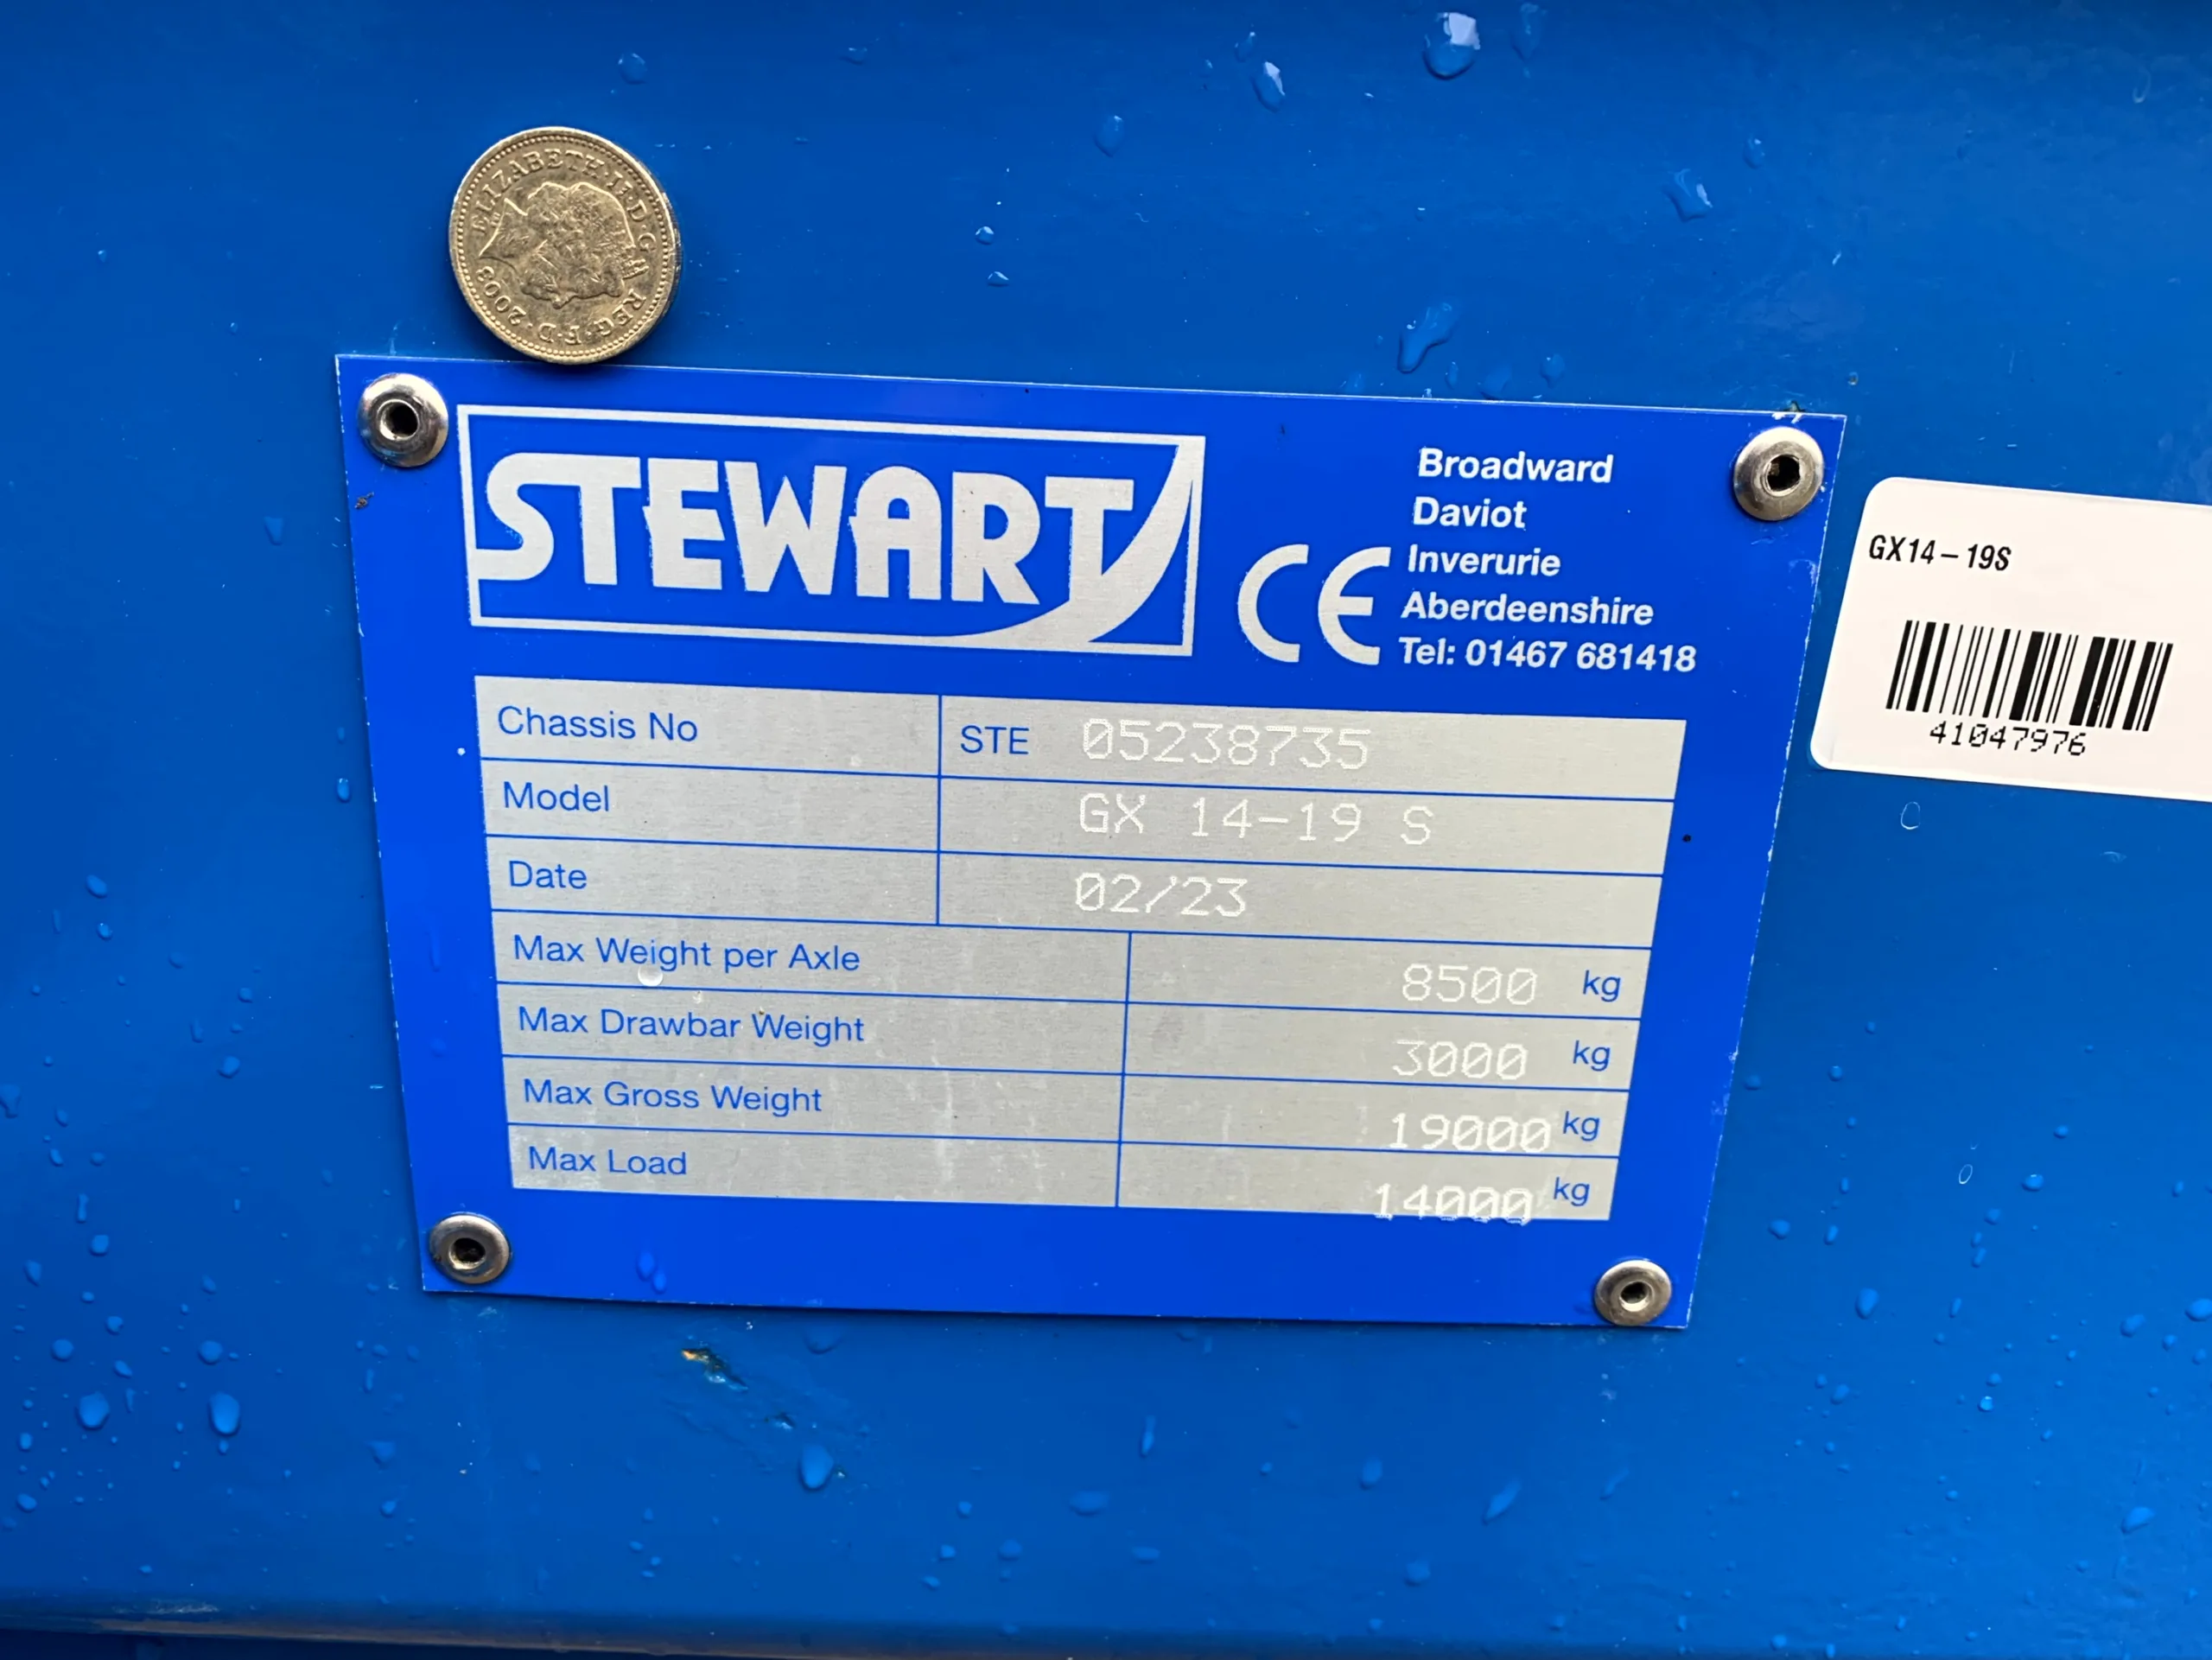 ELIZABETH·II·D·G REG·F·D·2003
STEWART
CE
Broadward
Daviot
Inverurie
Aberdeenshire
Tel: 01467 681418
Chassis No STE 05238735
Model GX 14-19 S
Date 02/23
Max Weight per Axle 8500 kg
Max Drawbar Weight 3000 kg
Max Gross Weight 19000 kg
Max Load 14000 kg
GX14-19S
41047976